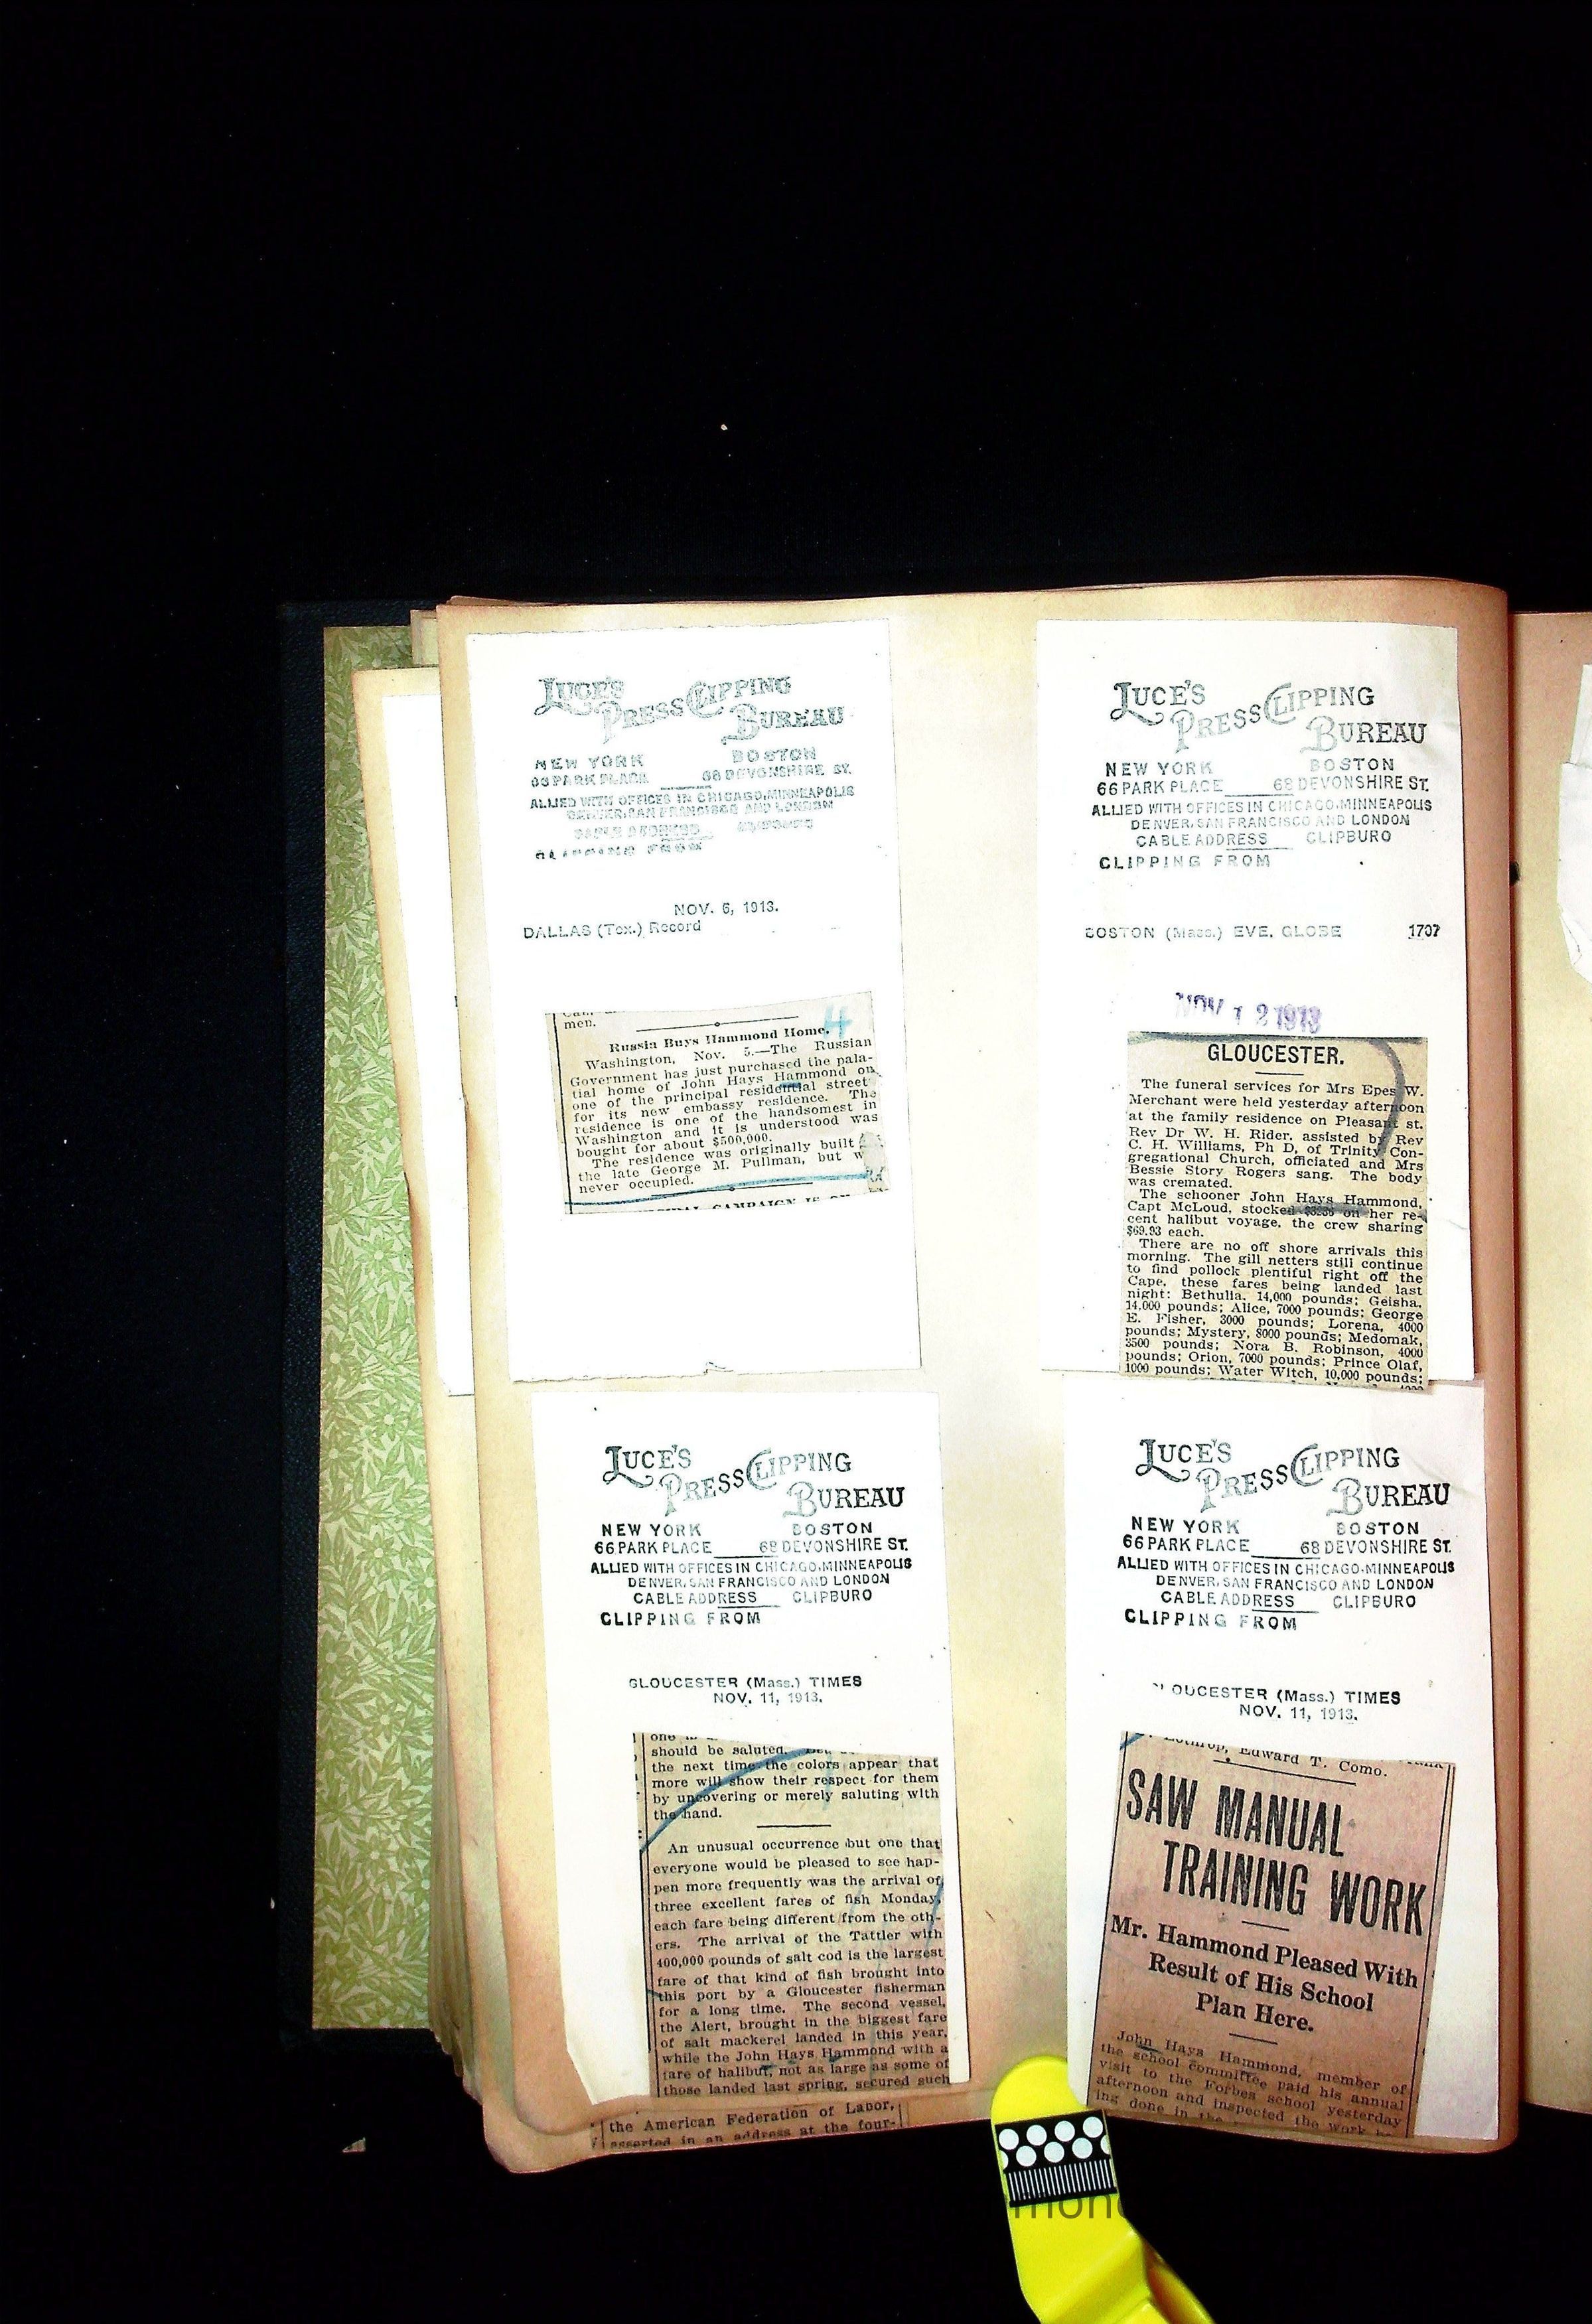 LUCE'S
PRESS CLIPPING
BUREAU
NEW YORK BOSTON
66 PARK PLACE 68 DEVONSHIRE ST.
ALLIED WITH OFFICES IN CHICAGO, MINNEAPOLIS
DENVER, SAN FRANCISCO AND LONDON
CABLE ADDRESS CLIPBURO
CLIPPING FROM
NOV. 6, 1913.
DALLAS (Tex.) Record
men.
4
Russia Buys Hammond Home.
Washington, Nov. 5.—The Russian
Government has just purchased the pala-
tial home of John Hays Hammond on
one of the principal residential street
for its new embassy residence. The
residence is one of the handsomest in
Washington and it is understood was
bought for about $500,000.
The residence was originally built
the late George M. Pullman, but w
never occupied.
CAMPAIGN IS
LUCE'S
PRESS CLIPPING
BUREAU
NEW YORK BOSTON
66 PARK PLACE 68 DEVONSHIRE ST.
ALLIED WITH OFFICES IN CHICAGO, MINNEAPOLIS
DENVER, SAN FRANCISCO AND LONDON
CABLE ADDRESS CLIPBURO
CLIPPING FROM
BOSTON (Mass.) EVE. GLOBE 1707
NOV 12 1913
GLOUCESTER.
The funeral services for Mrs Epes W.
Merchant were held yesterday afternoon
at the family residence on Pleasant st.
Rev Dr W. H. Rider, assisted by Rev
C. H. Williams, Ph D, of Trinity Con-
gregational Church, officiated and Mrs
Bessie Story Rogers sang. The body
was cremated.
The schooner John Hays Hammond,
Capt McLoud, stocked on her re-
cent halibut voyage, the crew sharing
$69.93 each.
There are no off shore arrivals this
morning. The gill netters still continue
to find pollock plentiful right off the
Cape, these fares being landed last
night: Bethulia, 14,000 pounds; Geisha,
14,000 pounds; Alice, 7000 pounds; George
E. Fisher, 3000 pounds; Lorena, 4000
pounds; Mystery, 8000 pounds; Medomak,
3500 pounds; Nora B. Robinson, 4000
pounds; Orion, 7000 pounds; Prince Olaf,
1000 pounds; Water Witch, 10,000 pounds;
LUCE'S
PRESS CLIPPING
BUREAU
NEW YORK BOSTON
66 PARK PLACE 68 DEVONSHIRE ST.
ALLIED WITH OFFICES IN CHICAGO, MINNEAPOLIS
DENVER, SAN FRANCISCO AND LONDON
CABLE ADDRESS CLIPBURO
CLIPPING FROM
GLOUCESTER (Mass.) TIMES
NOV. 11, 1913.
one
should be saluted.
the next time the colors appear that
more will show their respect for them
by uncovering or merely saluting with
the hand.
An unusual occurrence but one that
everyone would be pleased to see hap-
pen more frequently was the arrival of
three excellent fares of fish Monday,
each fare being different from the oth-
ers. The arrival of the Tattler with
400,000 pounds of salt cod is the largest
fare of that kind of fish brought into
this port by a Gloucester fisherman
for a long time. The second vessel,
the Alert, brought in the biggest fare
of salt mackerel landed in this year,
while the John Hays Hammond with a
fare of halibut, not as large as some of
those landed last spring, secured such
the American Federation of Labor,
asserted in an address at the four-
LUCE'S
PRESS CLIPPING
BUREAU
NEW YORK BOSTON
66 PARK PLACE 68 DEVONSHIRE ST.
ALLIED WITH OFFICES IN CHICAGO, MINNEAPOLIS
DENVER, SAN FRANCISCO AND LONDON
CABLE ADDRESS CLIPBURO
CLIPPING FROM
OUCESTER (Mass.) TIMES
NOV. 11, 1913.
Lothrop, Edward T. Como.
SAW MANUAL
TRAINING WORK
Mr. Hammond Pleased With
Result of His School
Plan Here.
John Hays Hammond, member of
the school committee paid his annual
visit to the Forbes school yesterday
afternoon and inspected the work be-
ing done in the